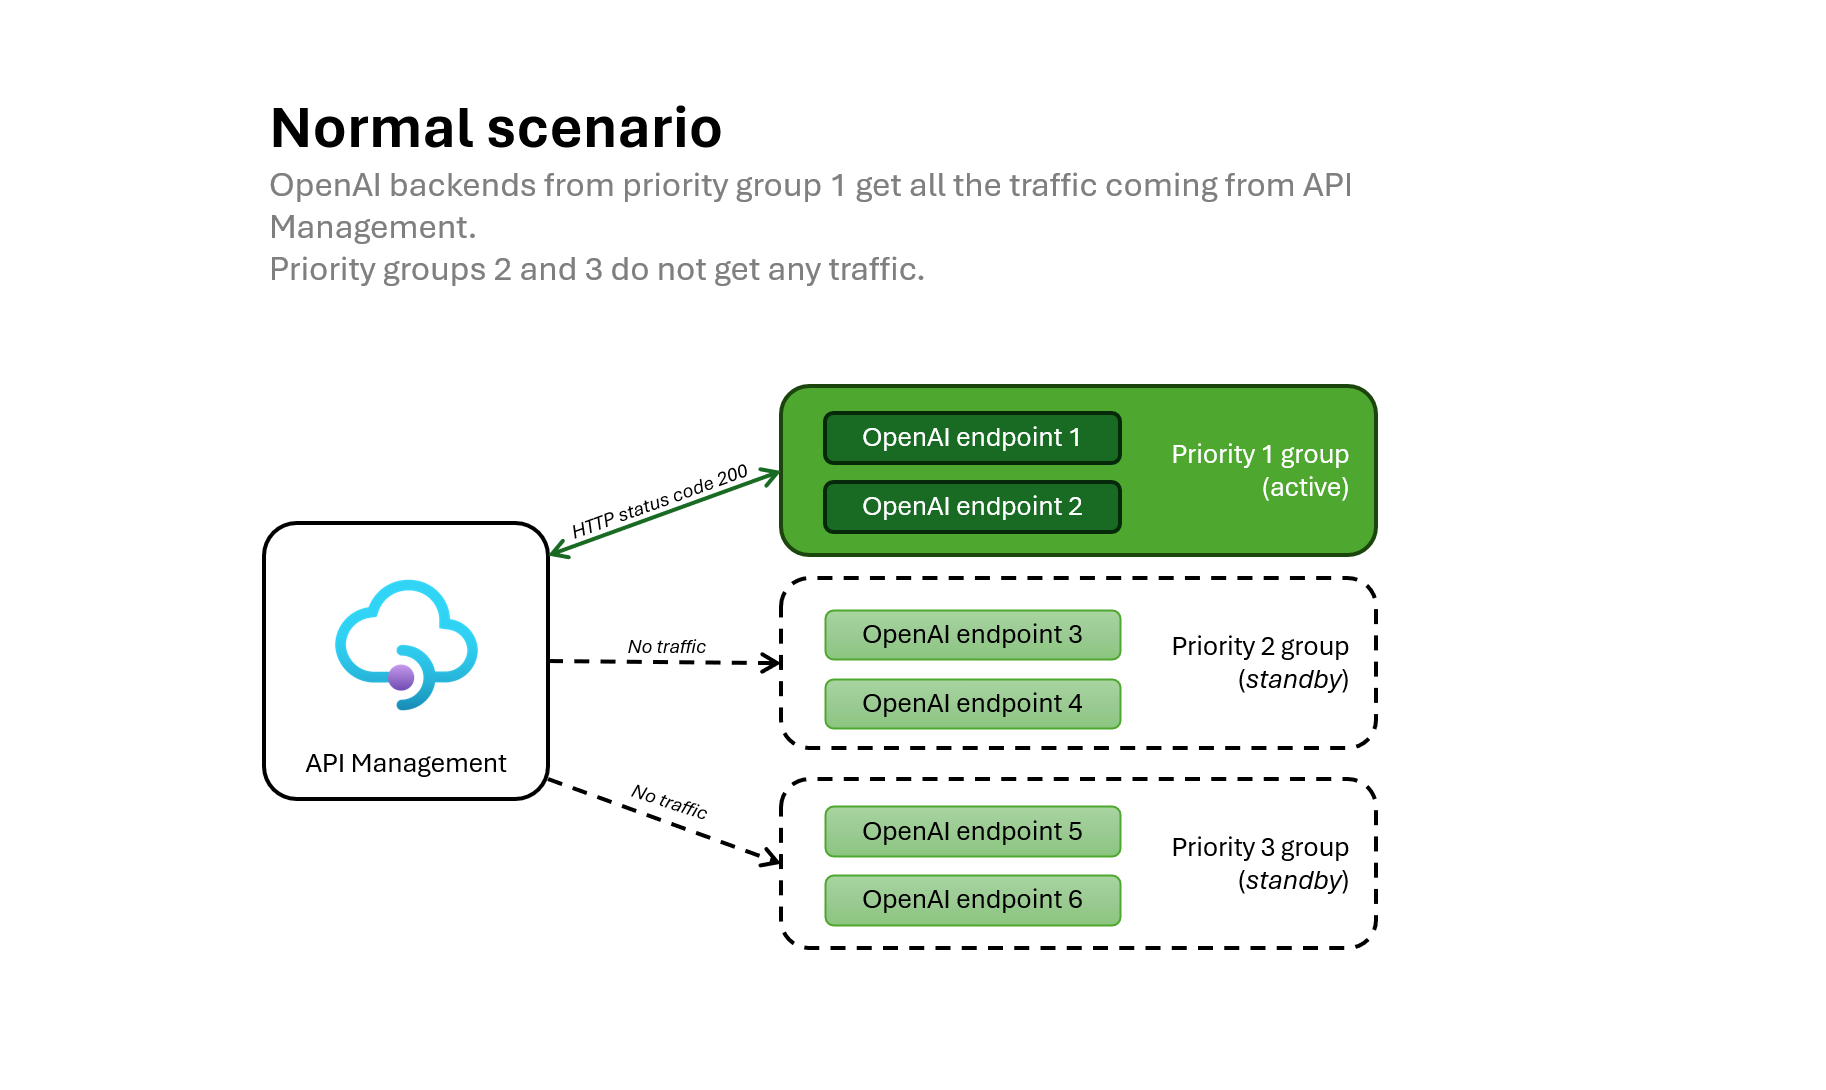 Normal scenario
OpenAI backends from priority group 1 get all the traffic coming from API
Management.
Priority groups 2 and 3 do not get any traffic.
OpenAI endpoint 1
OpenAI endpoint 2
Priority 1 group
(active)
HTTP status code 200
OpenAI endpoint 3
OpenAI endpoint 4
Priority 2 group
(standby)
No traffic
API Management
No traffic
OpenAI endpoint 5
OpenAI endpoint 6
Priority 3 group
(standby)